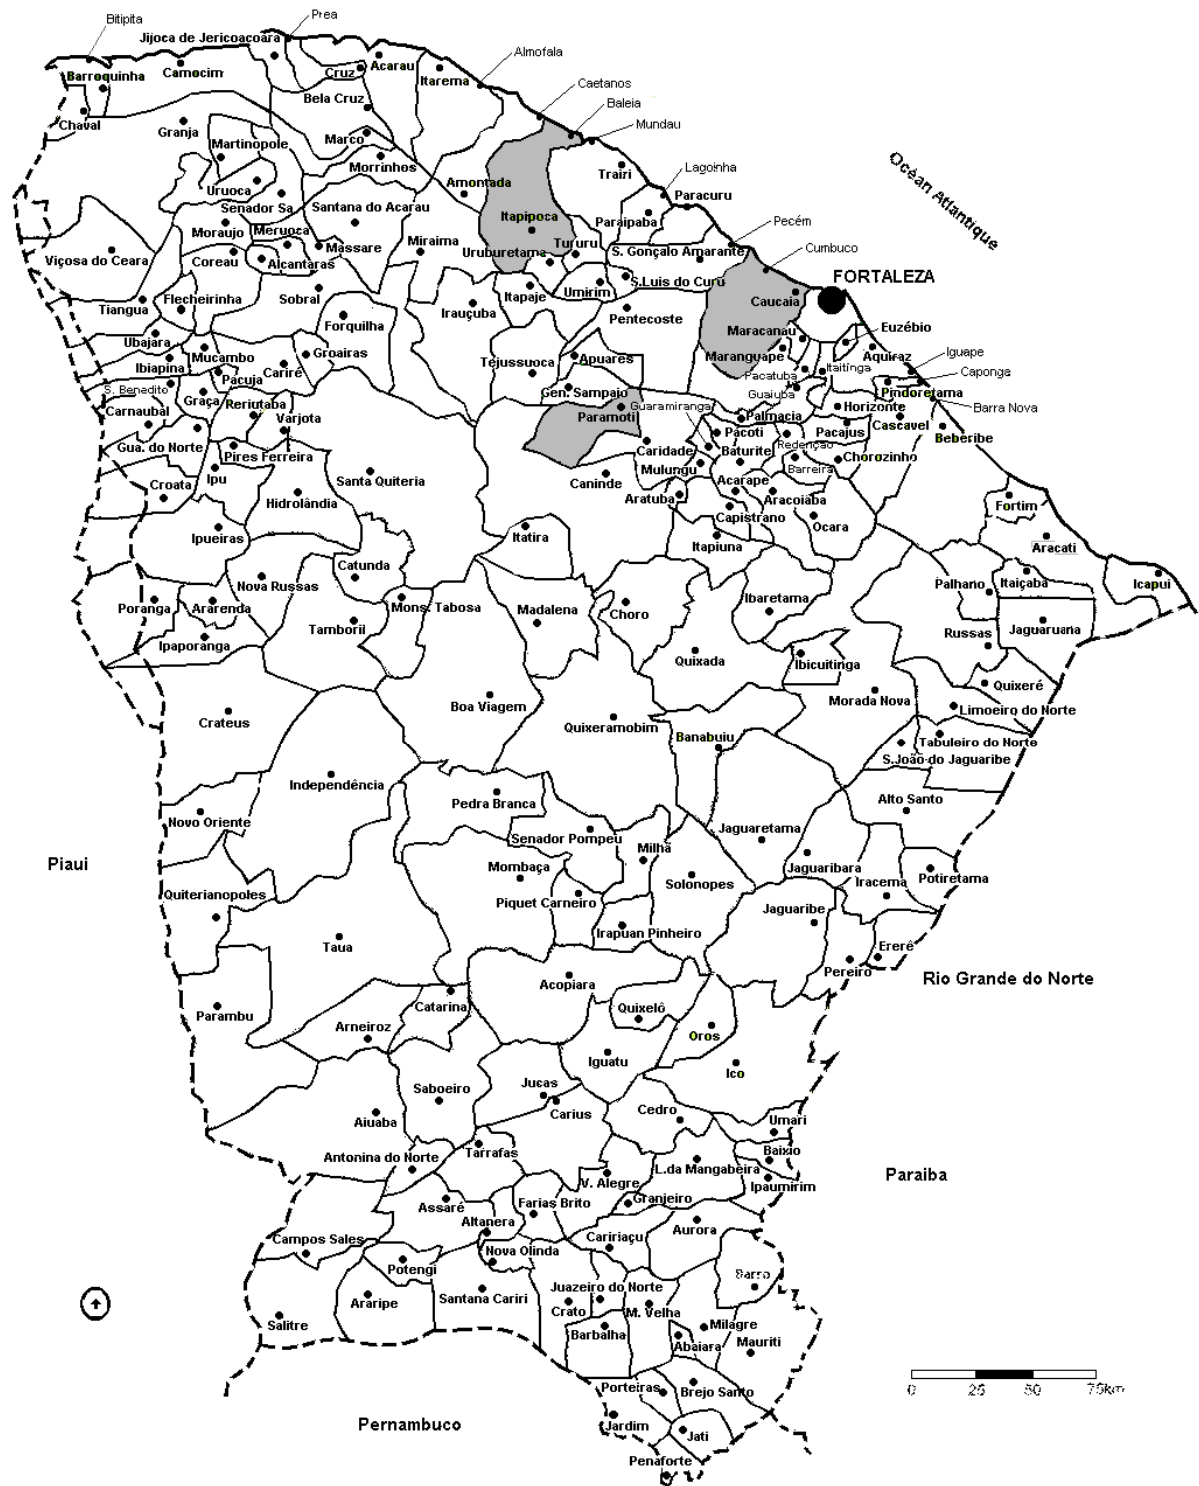 Bitipita
Prea
Jijoca de Jericoacoara
Almofala
Barroquinha
Camocim
Cruz
Acarau
Itarema
Caetanos
Bela Cruz
Baleia
Chaval
Granja
Mundau
Marco
Martinopole
Morrinhos
Trairi
Lagoinha
Océan Atlantique
Uruoca
Amontada
Paracuru
Senador Sa
Santana do Acarau
Itapipoca
Paraipaba
Pecém
Moraujo
Meruoca
Massare
Miraima
Tururu
S. Gonçalo Amarante
Cumbuco
Viçosa do Ceara
Coreau
Alcantaras
Uruburetama
FORTALEZA
S.Luis do Curu
Tiangua
Flecheirinha
Sobral
Itapaje
Umirim
Caucaia
Irauçuba
Pentecoste
Forquilha
Maracanau
Euzébio
Ubajara
Mucambo
Groairas
Tejussuoca
Apuares
Maranguape
Aquiraz
Iguape
Ibiapina
Pacuja
Cariré
Pacatuba
Itaitinga
Caponga
S. Benedito
Graça
Gen. Sampajo
Guaiuba
Pindoretama
Carnaubal
Reriutaba
Varjota
Paramoti
Guaramiranga
Palmacia
Horizonte
Barra Nova
Cascavel
Gua. do Norte
Pires Ferreira
Caridade
Pacoti
Redenção
Pacajus
Beberibe
Mulungu
Baturite
Barreira
Chorozinho
Croata
Ipu
Santa Quiteria
Caninde
Acarape
Hidrolândia
Aratuba
Aracoiaba
Fortim
Capistrano
Ocara
Ipueiras
Itatira
Itapiuna
Aracati
Catunda
Nova Russas
Palhano
Itaiçaba
Icapui
Poranga
Ararenda
Mons. Tabosa
Madalena
Choro
Ibaretama
Tamboril
Jaguaruana
Ipaporanga
Russas
Quixada
Ibicuitinga
Quixeré
Crateus
Boa Viagem
Quixeramobim
Morada Nova
Limoeiro do Norte
Banabuiu
Tabuleiro do Norte
S.João do Jaguaribe
Independência
Pedra Branca
Alto Santo
Novo Oriente
Senador Pompeu
Jaguaretama
Milhã
Piaui
Mombaça
Jaguaribara
Potiretama
Solonopes
Iracema
Quiterianopoles
Piquet Carneiro
Jaguaribe
Irapuan Pinheiro
Taua
Ererê
Pereiro
Rio Grande do Norte
Acopiara
Catarina
Quixelô
Parambu
Arneiroz
Oros
Iguatu
Ico
Saboeiro
Jucas
Carius
Cedro
Aiuaba
Umari
Tarrafas
Baixio
Antonina do Norte
L.da Mangabeira
Paraiba
V. Alegre
Ipaumirim
Assaré
Farias Brito
Granjeiro
Altanera
Aurora
Campos Sales
Caririaçu
Nova Olinda
Potengi
Barro
Araripe
Santana Cariri
Juazeiro do Norte
Crato
M. Velha
Salitre
Milagre
Barbalha
Abaiara
Mauriti
Porteiras
Brejo Santo
0 25 50 75km
Pernambuco
Jardim
Jati
Penaforte